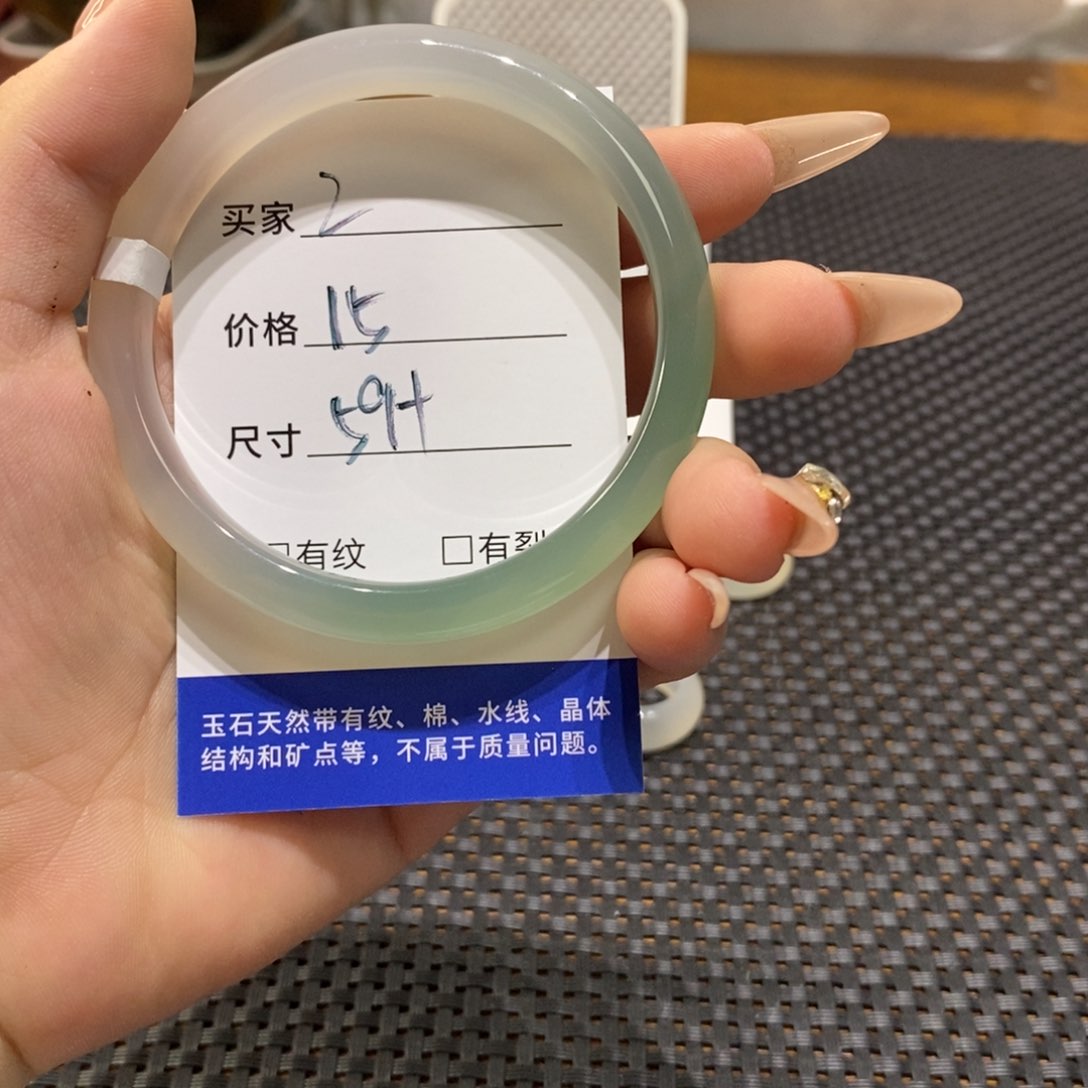 买家 2
价格 15
尺寸 59+
有纹 □有裂
玉石天然带有纹、棉、水线、晶体
结构和矿点等，不属于质量问题。